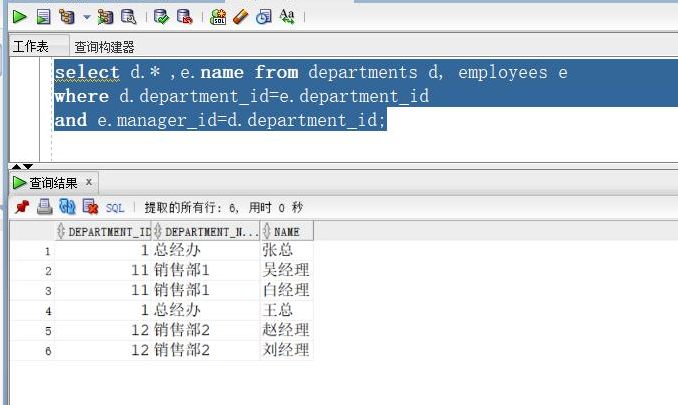 Aa
工作表 查询构建器
select d.* ,e.name from departments d, employees e
where d.department_id=e.department_id
and e.manager_id=d.department_id;
查询结果 x
SQL 提取的所有行: 6, 用时 0 秒
DEPARTMENT_ID DEPARTMENT_N... NAME
1 1 总经办 张总
2 11 销售部1 吴经理
3 11 销售部1 白经理
4 1 总经办 王总
5 12 销售部2 赵经理
6 12 销售部2 刘经理